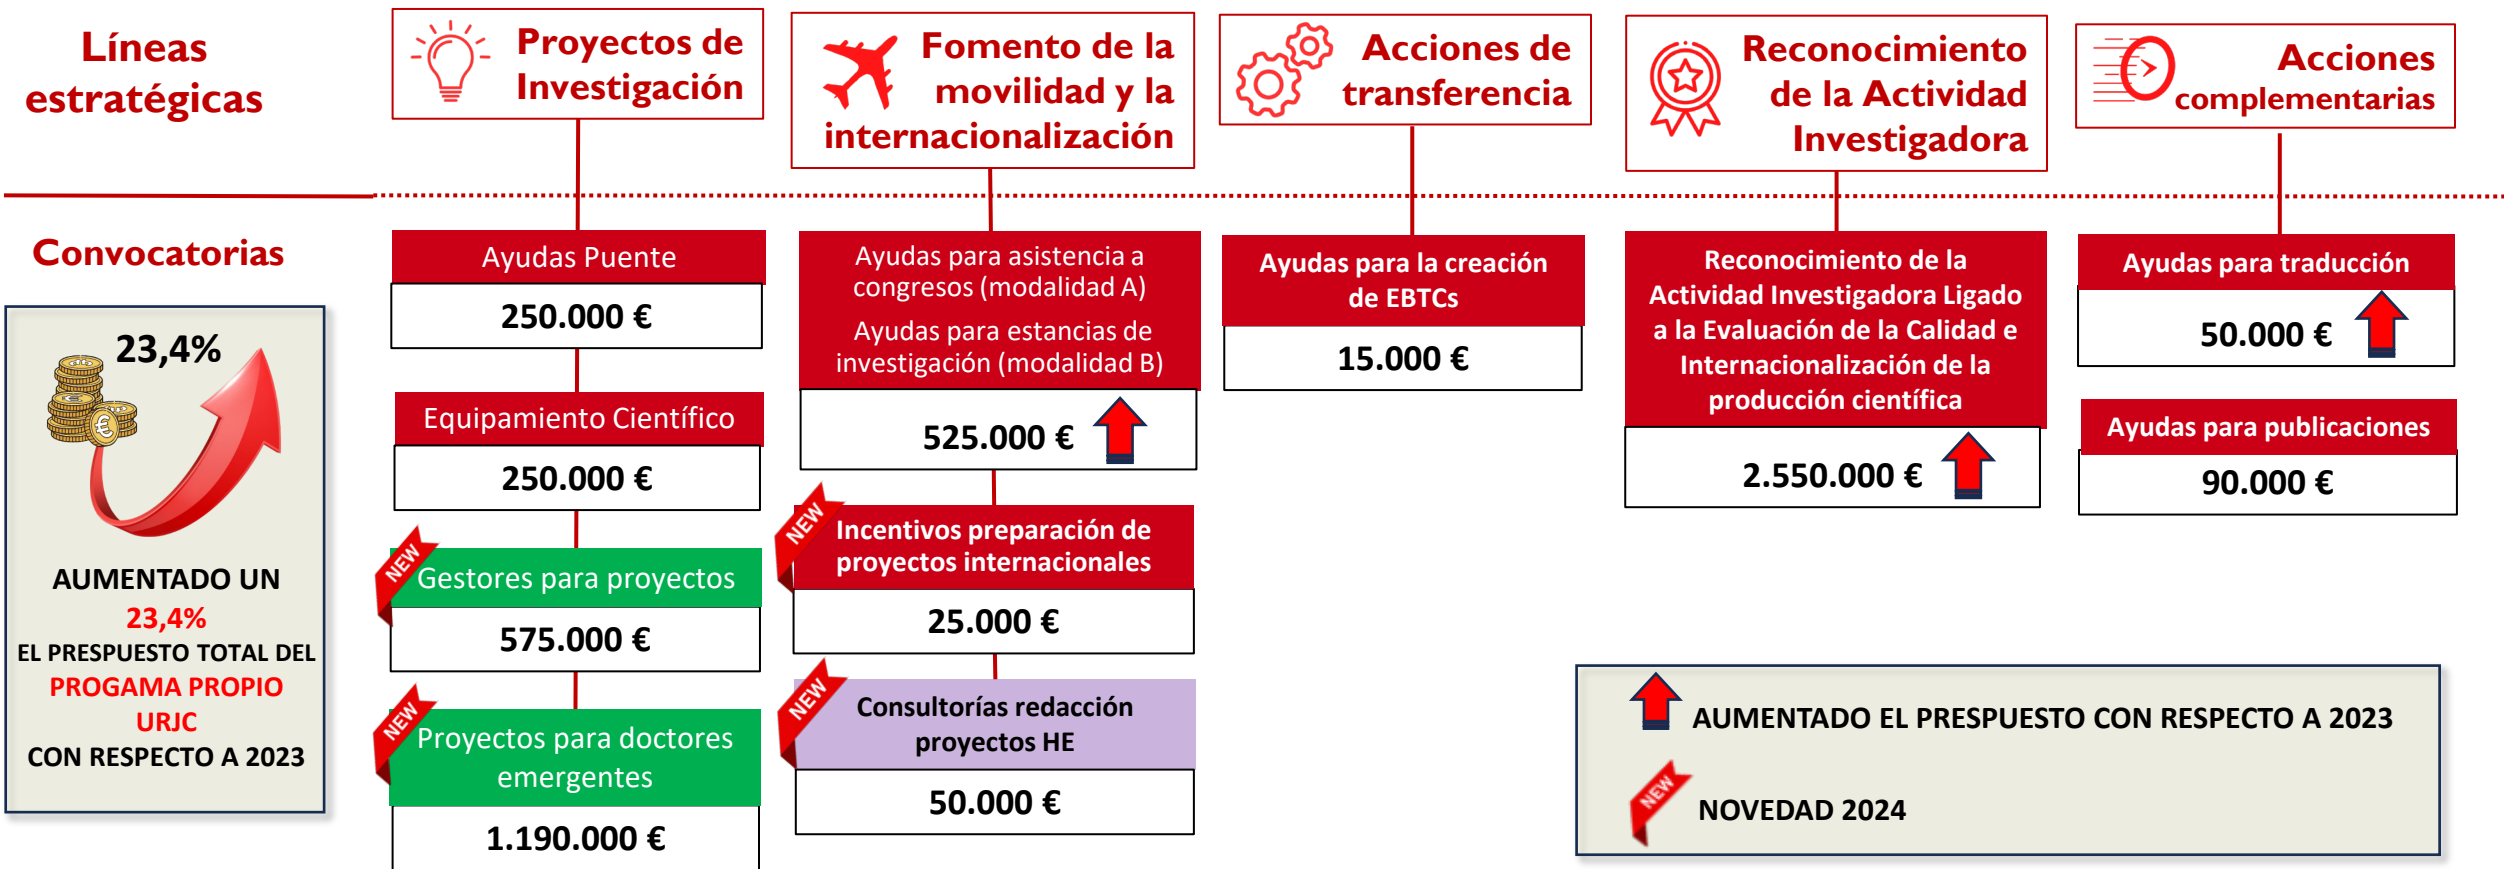 Líneas
estratégicas
Proyectos de
Investigación
Fomento de la
movilidad y la
internacionalización
Acciones de
transferencia
Reconocimiento
de la Actividad
Investigadora
Acciones
complementarias
Convocatorias
23,4%
AUMENTADO UN
23,4%
EL PRESPUESTO TOTAL DEL
PROGAMA PROPIO
URJC
CON RESPECTO A 2023
Ayudas Puente
250.000 €
Equipamiento Científico
250.000 €
NEW
Gestores para proyectos
575.000 €
NEW
Proyectos para doctores
emergentes
1.190.000 €
Ayudas para asistencia a
congresos (modalidad A)
Ayudas para estancias de
investigación (modalidad B)
525.000 €
NEW
Incentivos preparación de
proyectos internacionales
25.000 €
NEW
Consultorías redacción
proyectos HE
50.000 €
Ayudas para la creación
de EBTCs
15.000 €
Reconocimiento de la
Actividad Investigadora Ligado
a la Evaluación de la Calidad e
Internacionalización de la
producción científica
2.550.000 €
Ayudas para traducción
50.000 €
Ayudas para publicaciones
90.000 €
AUMENTADO EL PRESPUESTO CON RESPECTO A 2023
NEW
NOVEDAD 2024